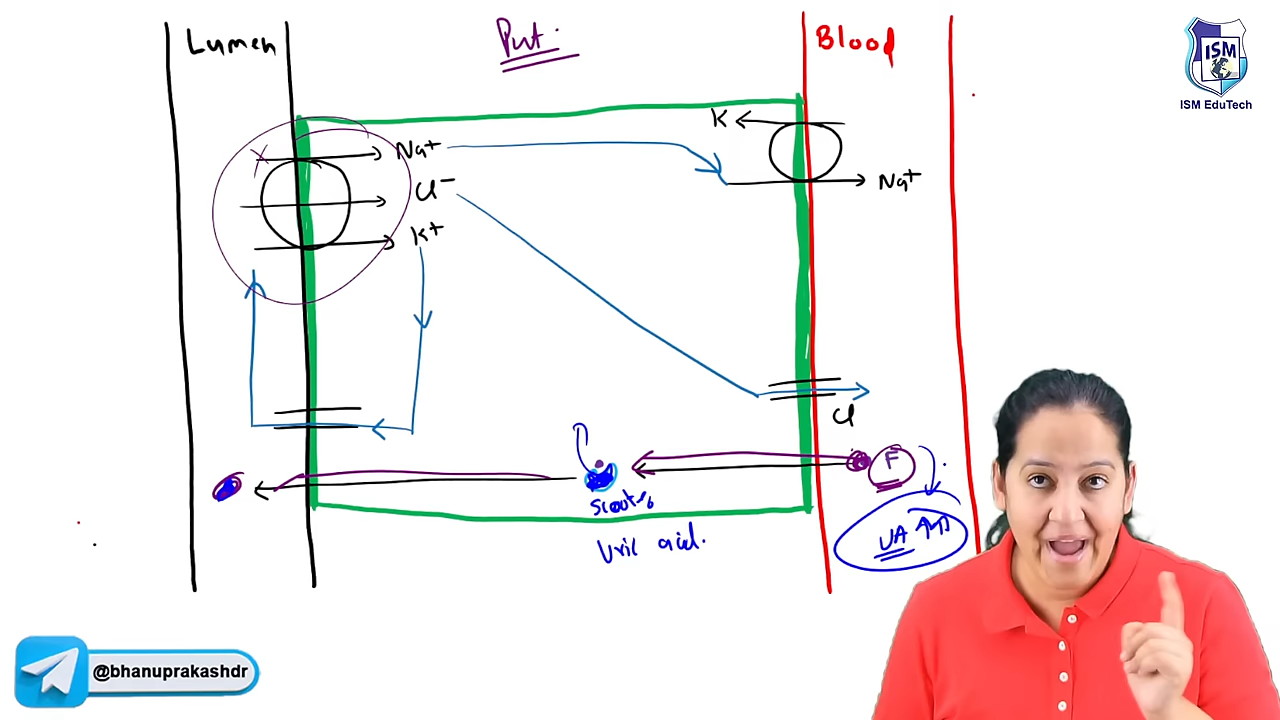 Lumen
Put.
Blood
ISM
ISM EduTech
K
Na+
Cl-
K+
Na+
Cl
F
Uric acid.
UA
@bhanuprakashdr